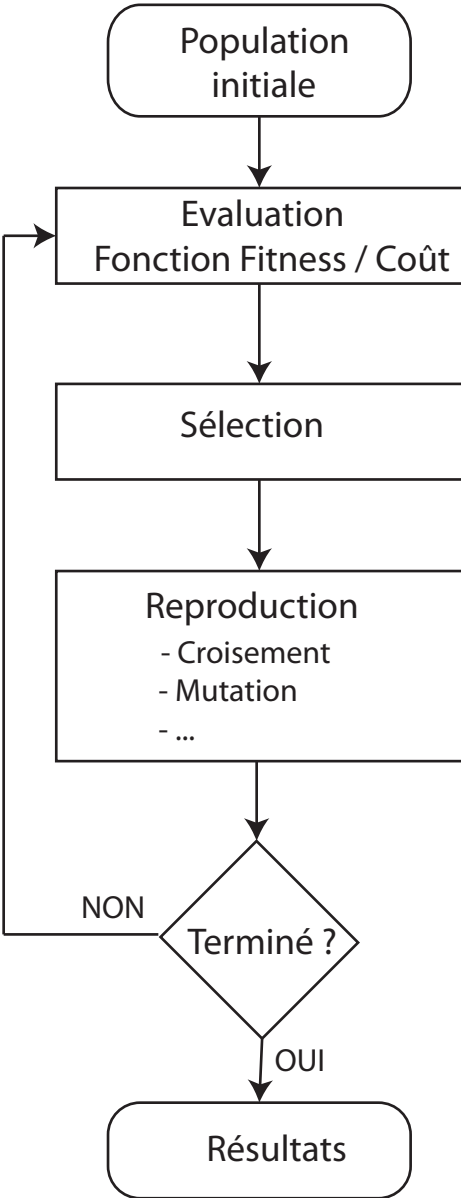 Population
initiale
Evaluation
Fonction Fitness / Coût
Sélection
Reproduction
- Croisement
- Mutation
- ...
NON
Terminé ?
OUI
Résultats